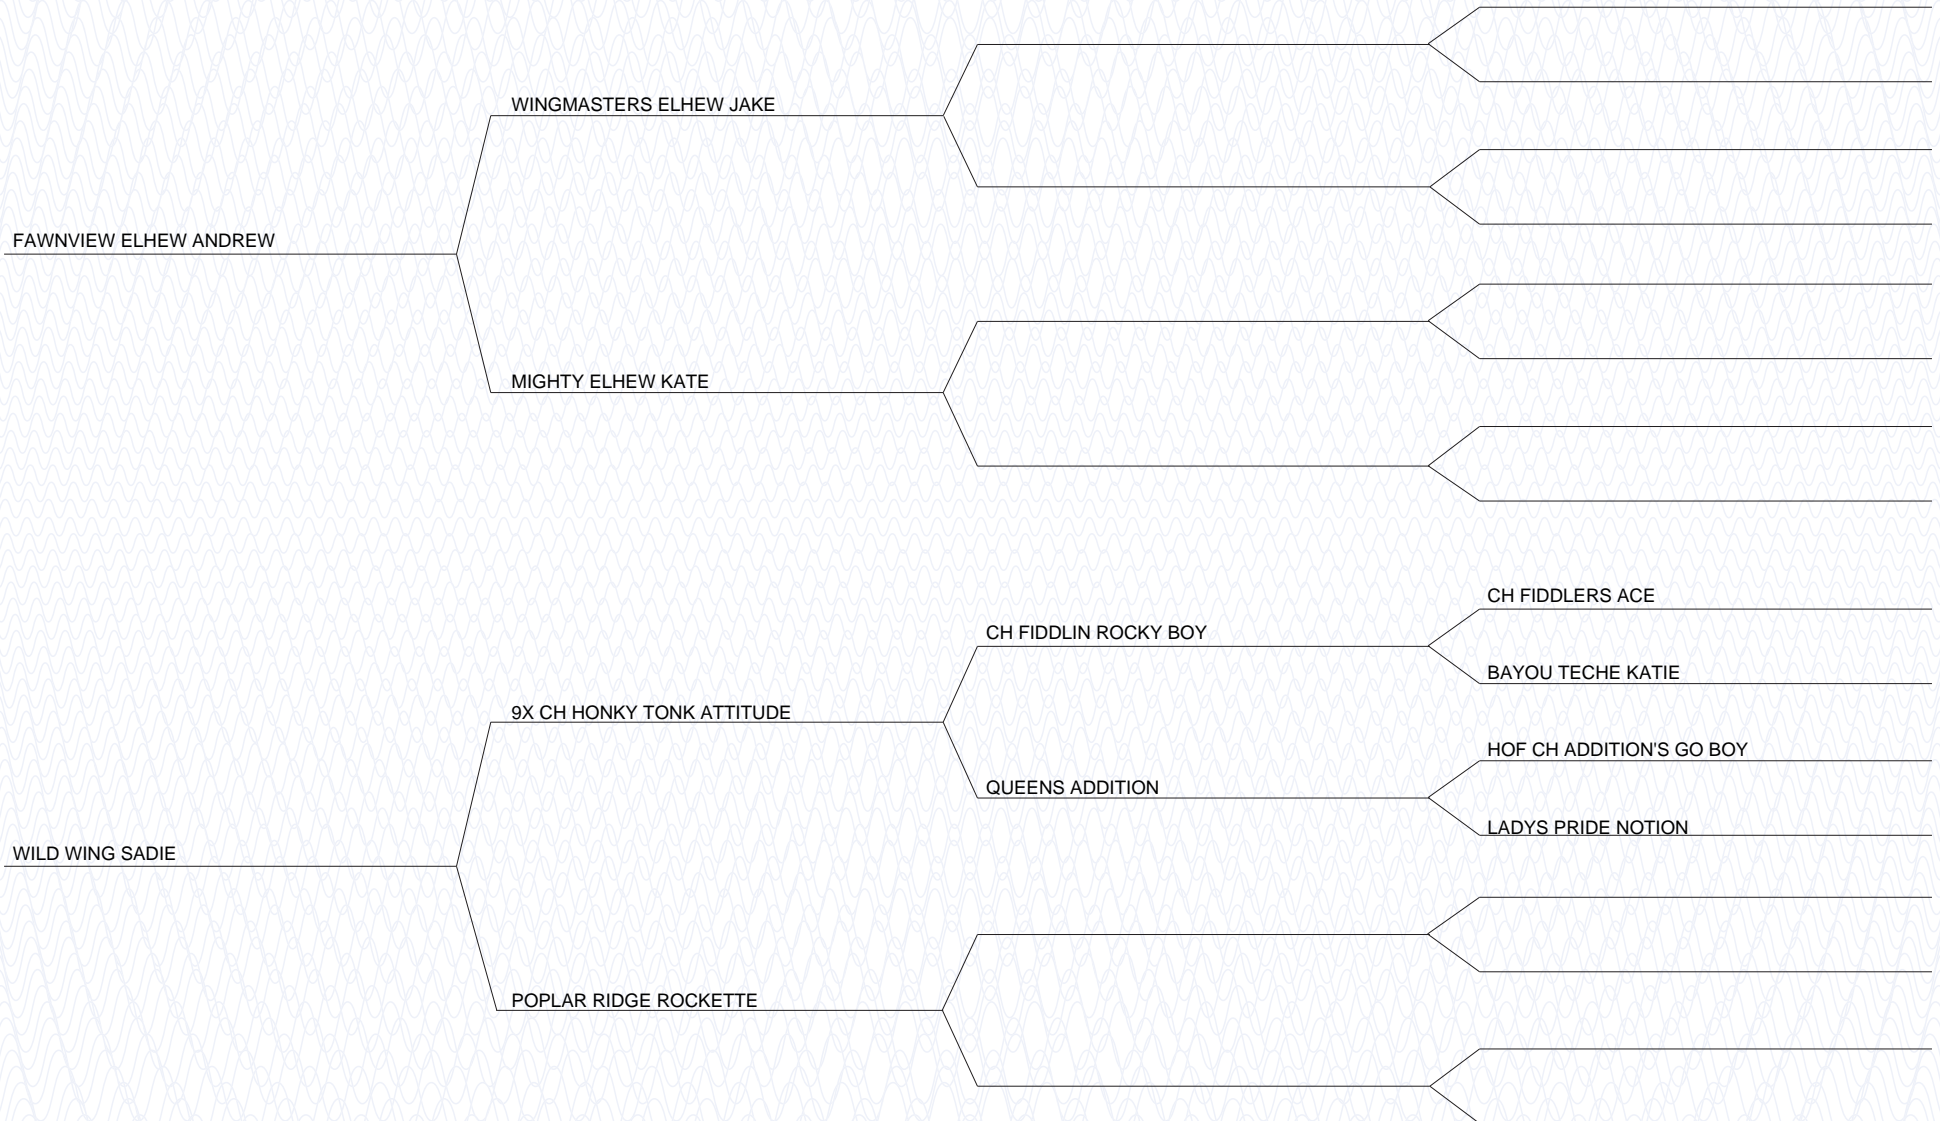 WINGMASTERS ELHEW JAKE
FAWNVIEW ELHEW ANDREW
MIGHTY ELHEW KATE
CH FIDDLERS ACE
CH FIDDLIN ROCKY BOY
BAYOU TECHE KATIE
9X CH HONKY TONK ATTITUDE
HOF CH ADDITION'S GO BOY
QUEENS ADDITION
LADYS PRIDE NOTION
WILD WING SADIE
POPLAR RIDGE ROCKETTE